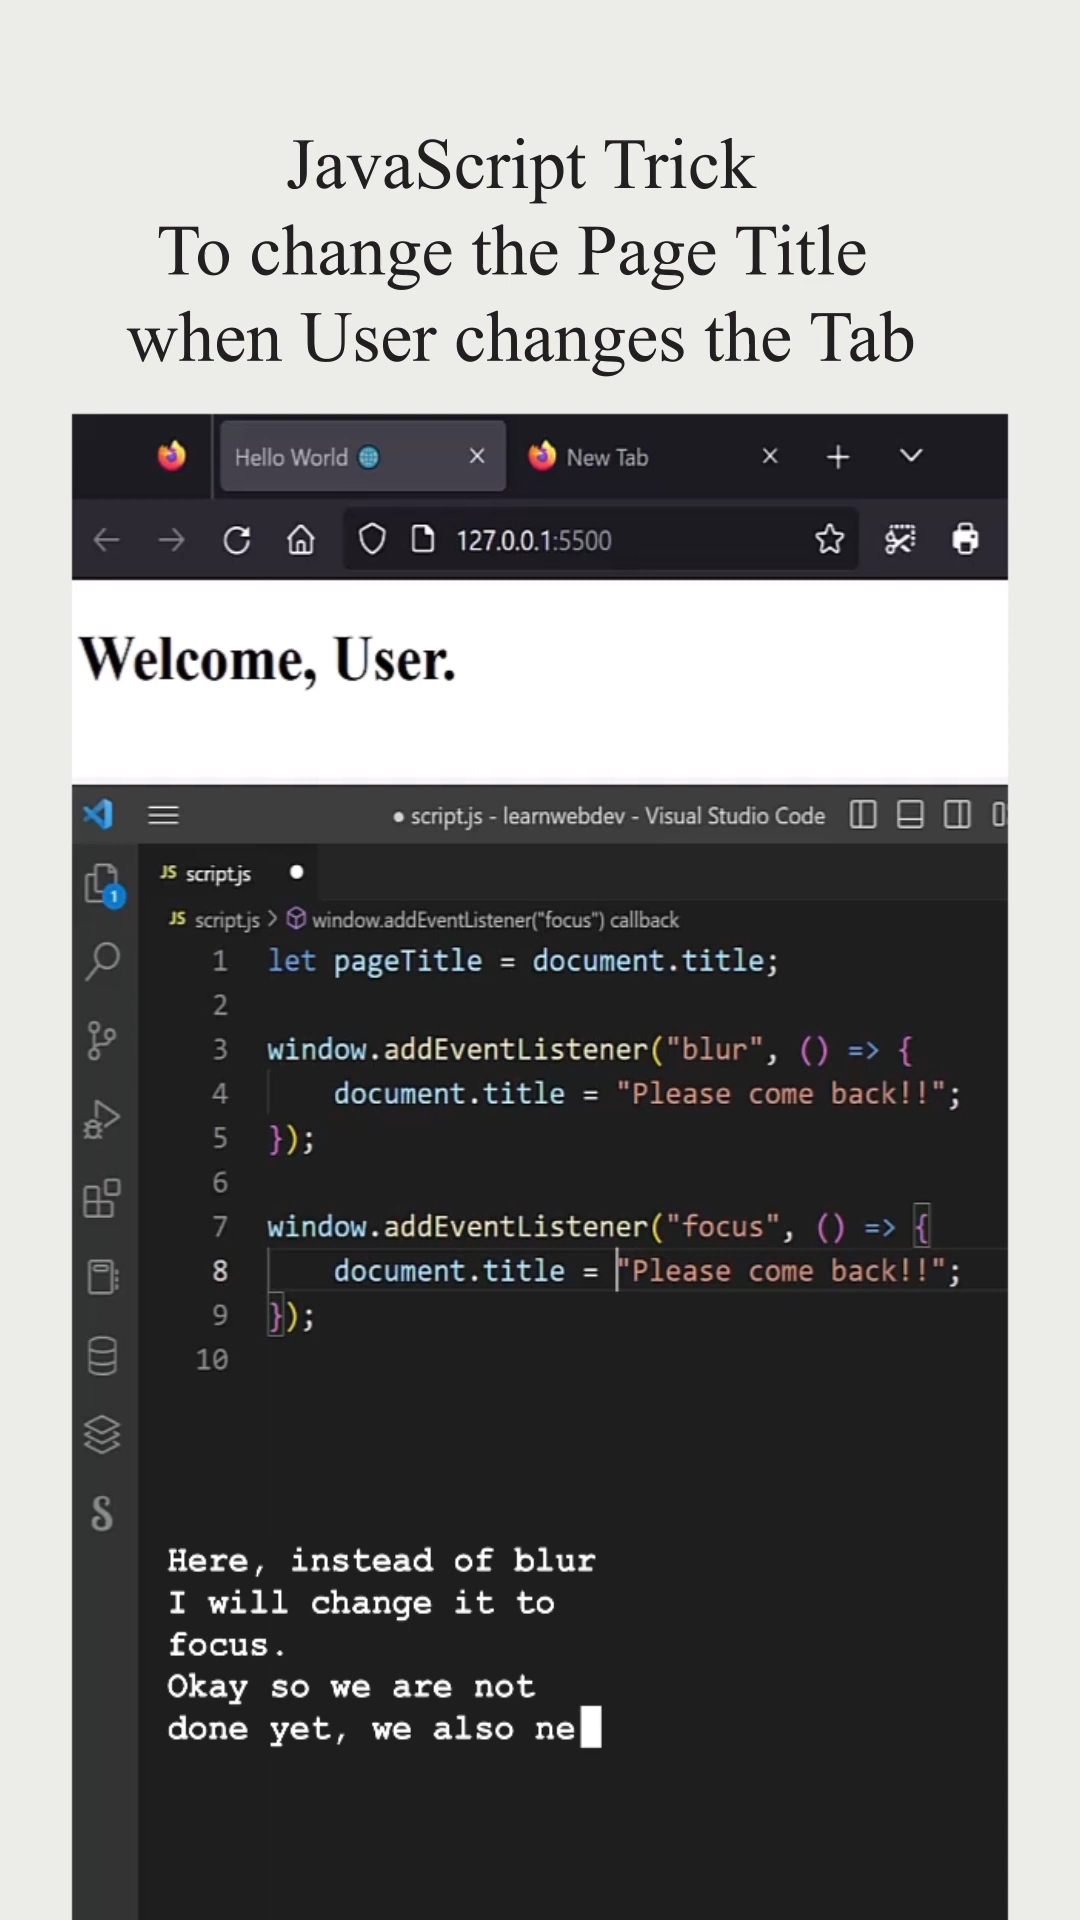 JavaScript Trick
To change the Page Title
when User changes the Tab
Hello World
New Tab
127.0.0.1:5500
Welcome, User.
● script.js - learnwebdev - Visual Studio Code
JS script.js ●
1
JS script.js > window.addEventListener("focus") callback
1 let pageTitle = document.title;
2
3 window.addEventListener("blur", () => {
4 document.title = "Please come back!!";
5 });
6
7 window.addEventListener("focus", () => {
8 document.title = "Please come back!!";
9 });
10
Here, instead of blur
I will change it to
focus.
Okay so we are not
done yet, we also ne